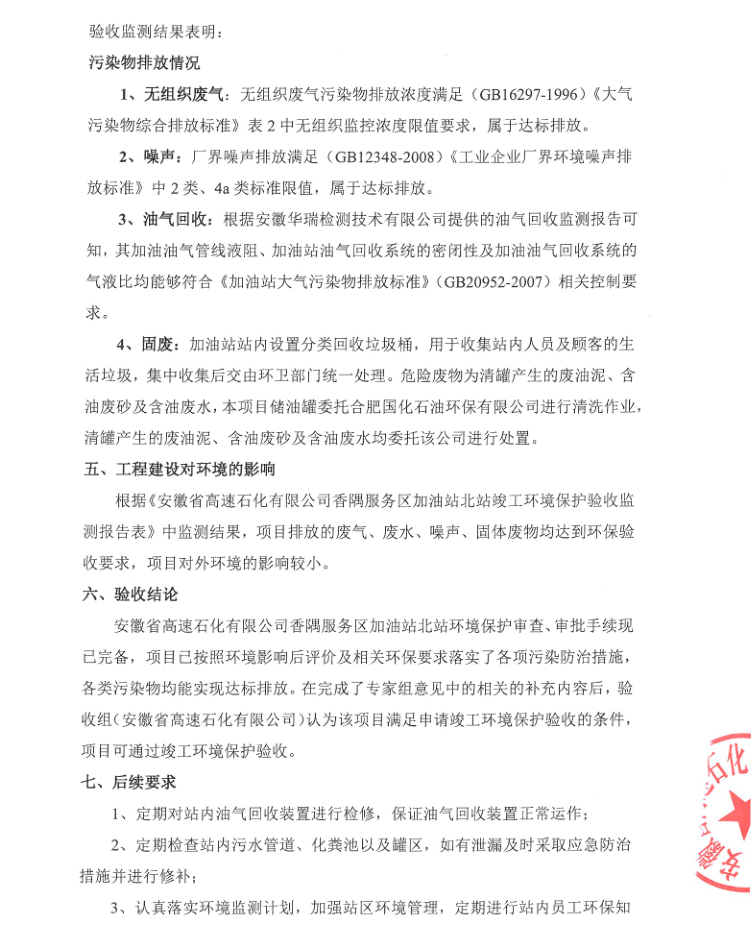 验收监测结果表明：
污染物排放情况
1、无组织废气：无组织废气污染物排放浓度满足（GB16297-1996）《大气
污染物综合排放标准》表 2 中无组织监控浓度限值要求，属于达标排放。
2、噪声：厂界噪声排放满足（GB12348-2008）《工业企业厂界环境噪声排
放标准》中 2 类、4a 类标准限值，属于达标排放。
3、油气回收：根据安徽华瑞检测技术有限公司提供的油气回收监测报告可
知，其加油油气管线液阻、加油站油气回收系统的密闭性及加油油气回收系统的
气液比均能够符合《加油站大气污染物排放标准》（GB20952-2007）相关控制要
求。
4、固废：加油站站内设置分类回收垃圾桶，用于收集站内人员及顾客的生
活垃圾，集中收集后交由环卫部门统一处理。危险废物为清罐产生的废油泥、含
油废砂及含油废水，本项目储油罐委托合肥国化石油环保有限公司进行清洗作业，
清罐产生的废油泥、含油废砂及含油废水均委托该公司进行处置。
五、工程建设对环境的影响
根据《安徽省高速石化有限公司香隅服务区加油站北站竣工环境保护验收监
测报告表》中监测结果，项目排放的废气、废水、噪声、固体废物均达到环保验
收要求，项目对外环境的影响较小。
六、验收结论
安徽省高速石化有限公司香隅服务区加油站北站环境保护审查、审批手续现
已完备，项目已按照环境影响后评价及相关环保要求落实了各项污染防治措施，
各类污染物均能实现达标排放。在完成了专家组意见中的相关的补充内容后，验
收组（安徽省高速石化有限公司）认为该项目满足申请竣工环境保护验收的条件，
项目可通过竣工环境保护验收。
七、后续要求
1、定期对站内油气回收装置进行检修，保证油气回收装置正常运作；
2、定期检查站内污水管道、化粪池以及罐区，如有泄漏及时采取应急防治
措施并进行修补；
3、认真落实环境监测计划，加强站区环境管理，定期进行站内员工环保知
安徽
石化